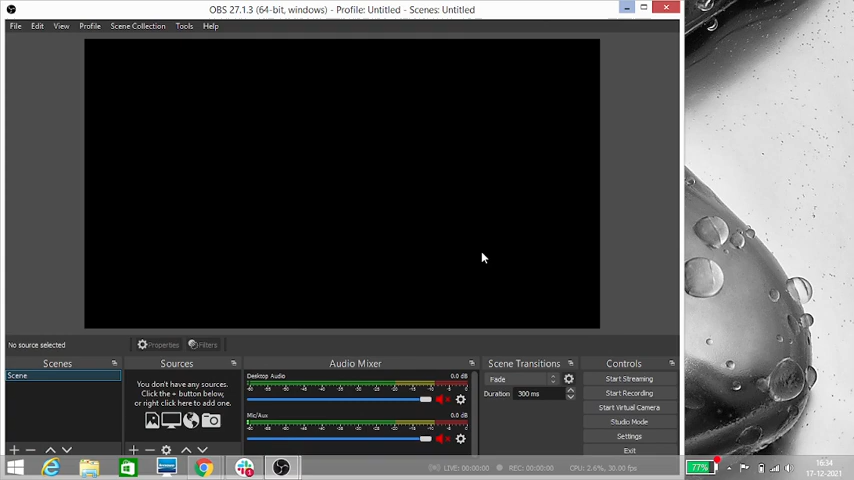 OBS 27.1.3 (64-bit, windows) - Profile: Untitled - Scenes: Untitled
File Edit View Profile Scene Collection Tools Help
No source selected
Properties Filters
Scenes
Sources
Audio Mixer
Scene Transitions
Controls
Scene
You don't have any sources.
Click the + button below,
or right click here to add one.
Desktop Audio 0.0 dB
Mic/Aux 0.0 dB
Fade
Duration 300 ms
Start Streaming
Start Recording
Start Virtual Camera
Studio Mode
Settings
Exit
LIVE: 00:00:00 REC: 00:00:00 CPU: 2.6%, 30.00 fps
77%
16:34
17-12-2021